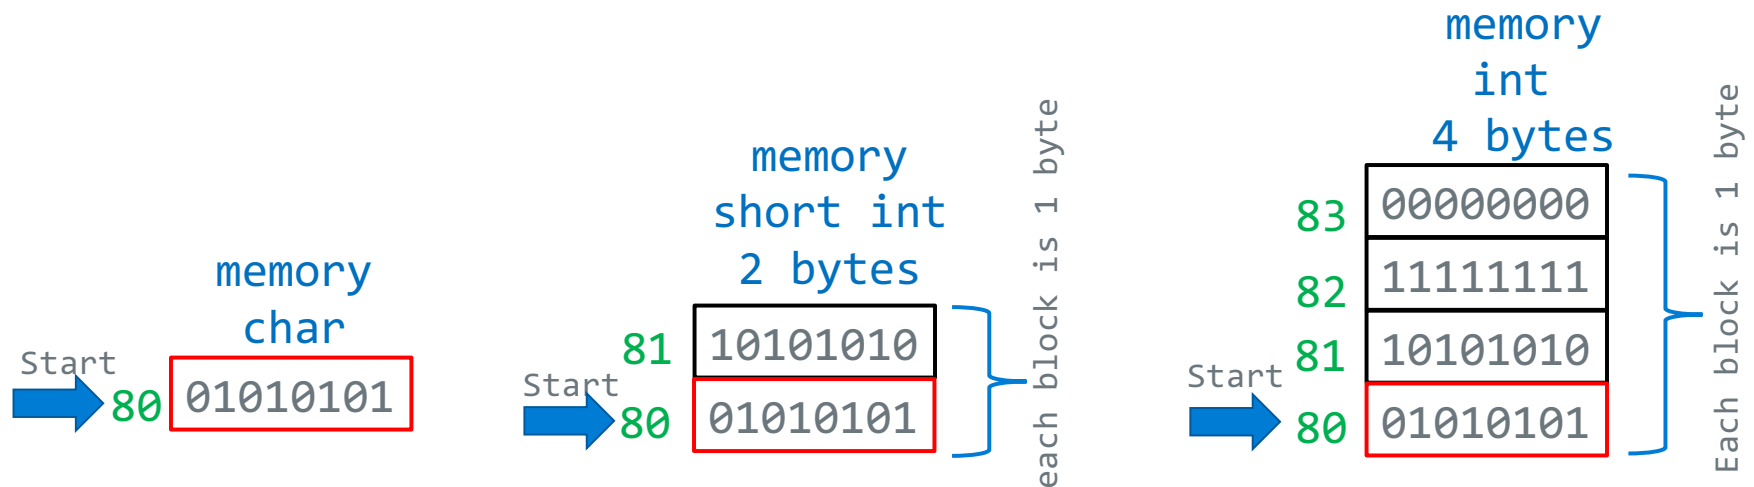 memory
char
Start
80 01010101
memory
short int
2 bytes
81 10101010
Start
80 01010101
each block is 1 byte
memory
int
4 bytes
83 00000000
82 11111111
81 10101010
Start
80 01010101
Each block is 1 byte